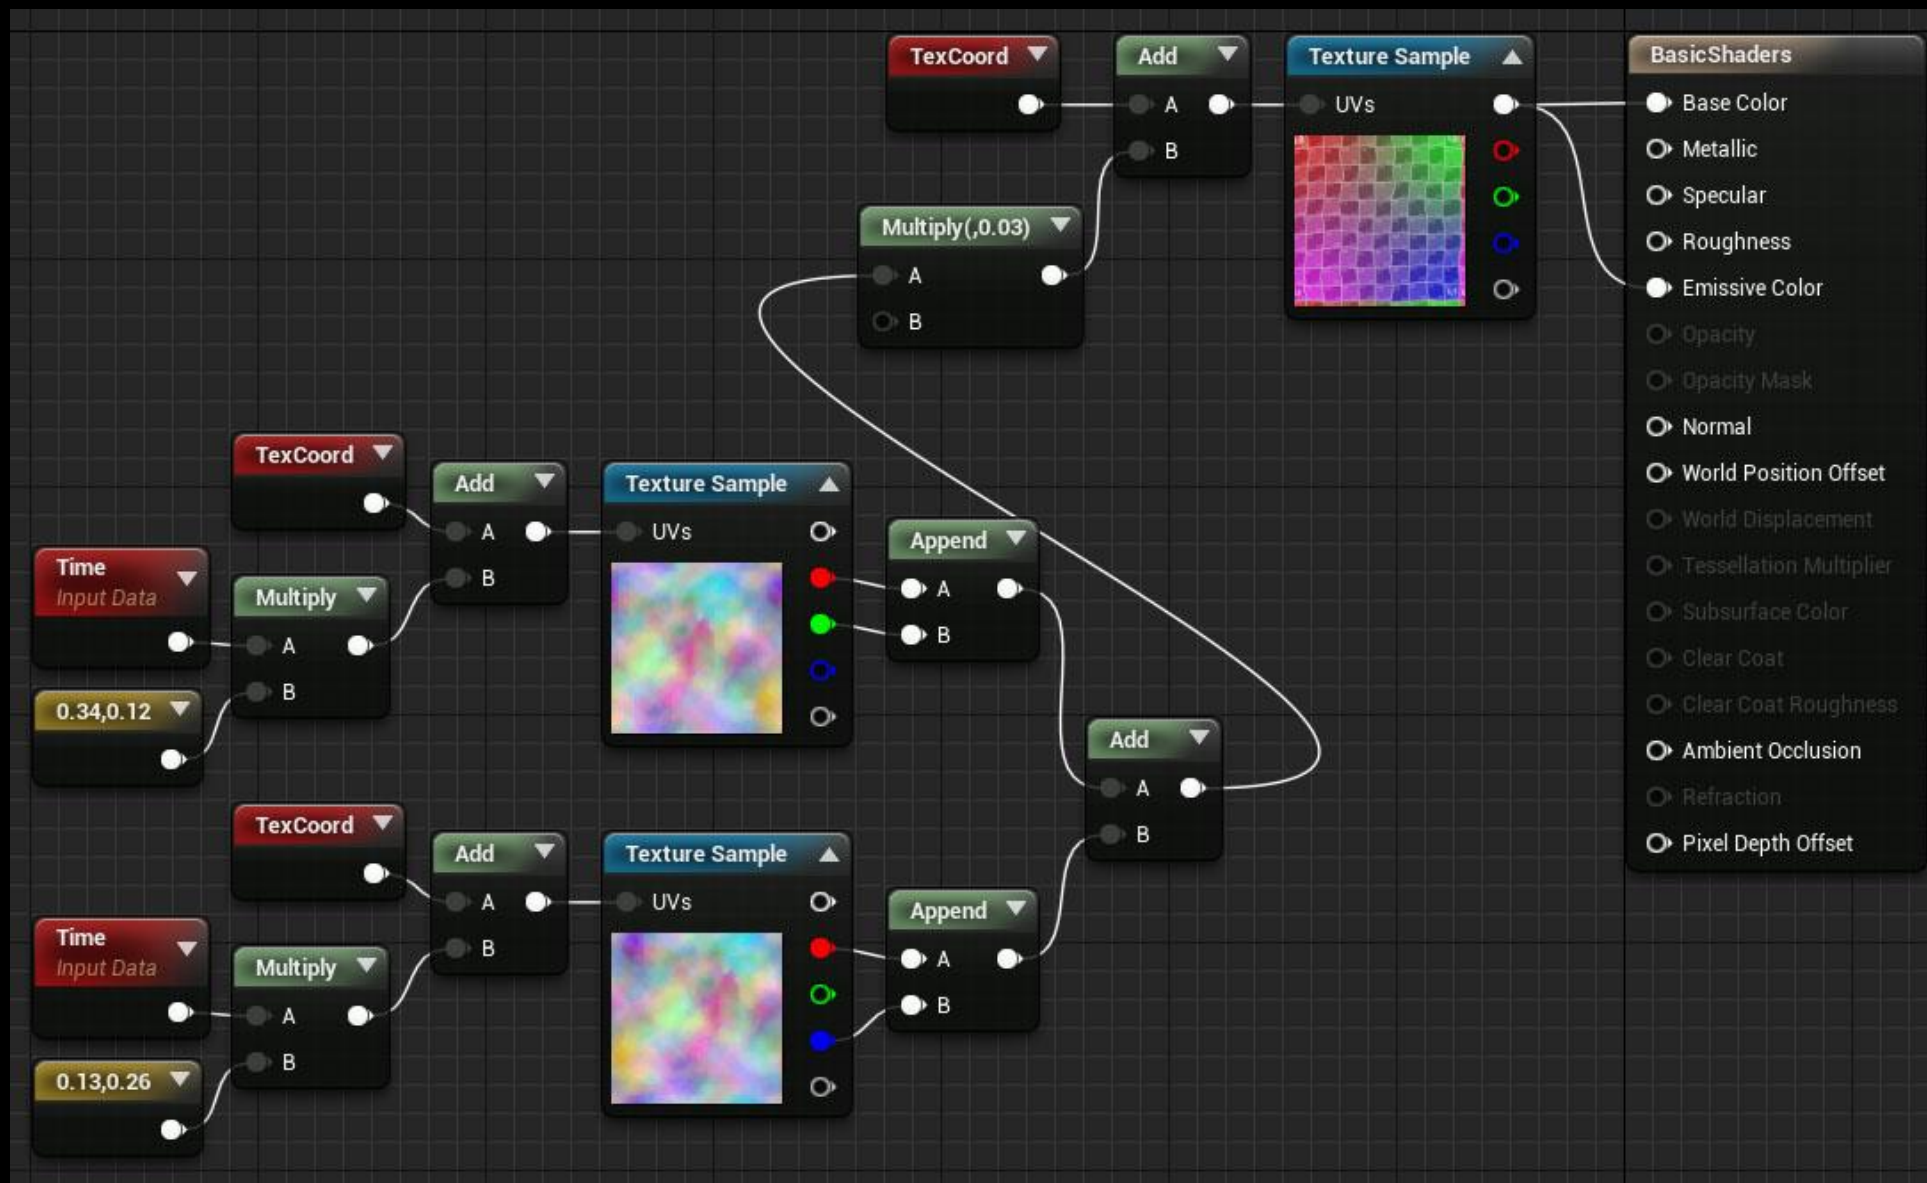 TexCoord
Add
A
B
Texture Sample
UVs
BasicShaders
Base Color
Metallic
Specular
Roughness
Emissive Color
Opacity
Opacity Mask
Normal
World Position Offset
World Displacement
Tessellation Multiplier
Subsurface Color
Clear Coat
Clear Coat Roughness
Ambient Occlusion
Refraction
Pixel Depth Offset
Multiply(,0.03)
A
B
TexCoord
Add
A
B
Texture Sample
UVs
Append
A
B
Time
Input Data
Multiply
A
B
0.34,0.12
Add
A
B
TexCoord
Add
A
B
Texture Sample
UVs
Append
A
B
Time
Input Data
Multiply
A
B
0.13,0.26